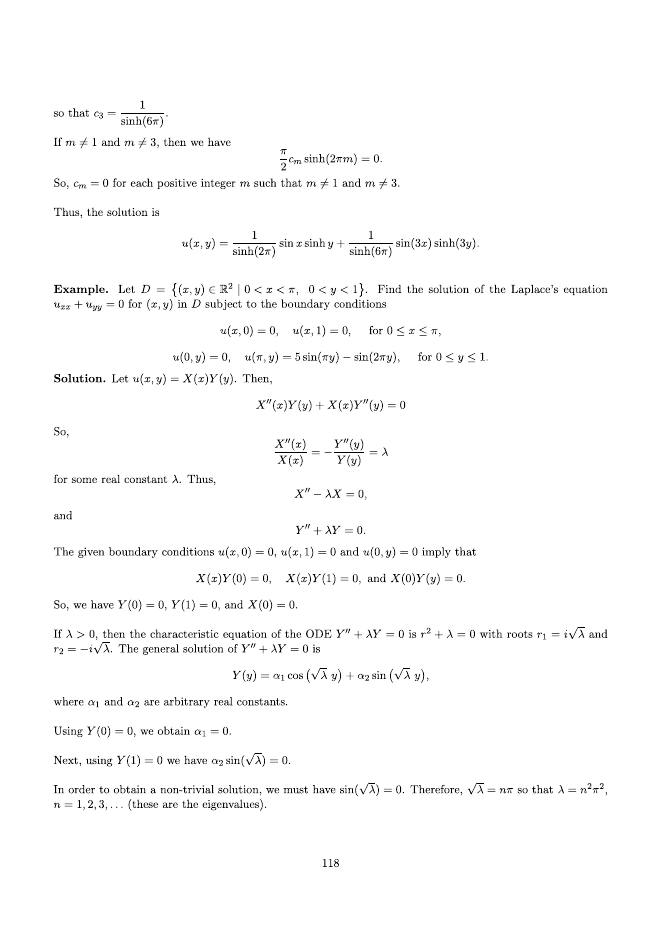 so that c₃ = 1/sinh(6π).
If m ≠ 1 and m ≠ 3, then we have
π/2 cₘ sinh(2πm) = 0.
So, cₘ = 0 for each positive integer m such that m ≠ 1 and m ≠ 3.
Thus, the solution is
u(x, y) = 1/sinh(2π) sin x sinh y + 1/sinh(6π) sin(3x) sinh(3y).
Example. Let D = {(x, y) ∈ ℝ² | 0 < x < π, 0 < y < 1}. Find the solution of the Laplace's equation
uₓₓ + u_yy = 0 for (x, y) in D subject to the boundary conditions
u(x, 0) = 0, u(x, 1) = 0, for 0 ≤ x ≤ π,
u(0, y) = 0, u(π, y) = 5 sin(πy) − sin(2πy), for 0 ≤ y ≤ 1.
Solution. Let u(x, y) = X(x)Y(y). Then,
X″(x)Y(y) + X(x)Y″(y) = 0
So,
X″(x)/X(x) = −Y″(y)/Y(y) = λ
for some real constant λ. Thus,
X″ − λX = 0,
and
Y″ + λY = 0.
The given boundary conditions u(x, 0) = 0, u(x, 1) = 0 and u(0, y) = 0 imply that
X(x)Y(0) = 0, X(x)Y(1) = 0, and X(0)Y(y) = 0.
So, we have Y(0) = 0, Y(1) = 0, and X(0) = 0.
If λ > 0, then the characteristic equation of the ODE Y″ + λY = 0 is r² + λ = 0 with roots r₁ = i√λ and
r₂ = −i√λ. The general solution of Y″ + λY = 0 is
Y(y) = α₁ cos (√λ y) + α₂ sin (√λ y),
where α₁ and α₂ are arbitrary real constants.
Using Y(0) = 0, we obtain α₁ = 0.
Next, using Y(1) = 0 we have α₂ sin(√λ) = 0.
In order to obtain a non-trivial solution, we must have sin(√λ) = 0. Therefore, √λ = nπ so that λ = n²π²,
n = 1, 2, 3, . . . (these are the eigenvalues).
118